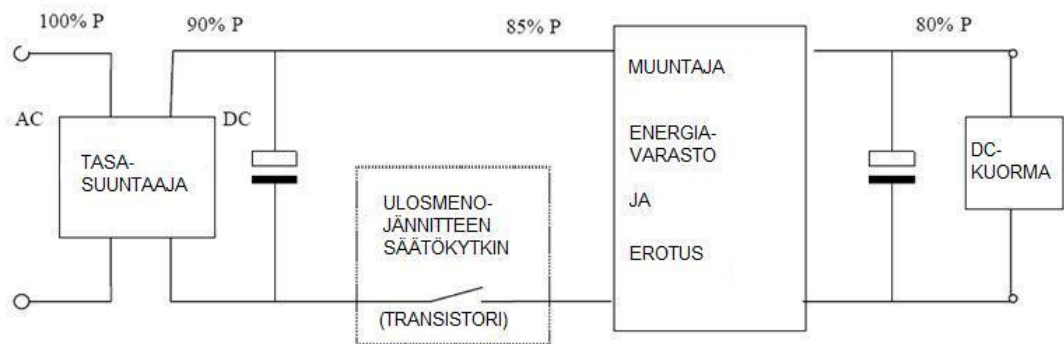 100% P
90% P
85% P
80% P
AC
DC
TASA-
SUUNTAAJA
ULOSMENO-
JÄNNITTEEN
SÄÄTÖKYTKIN
(TRANSISTORI)
MUUNTAJA
ENERGIA-
VARASTO
JA
EROTUS
DC-
KUORMA